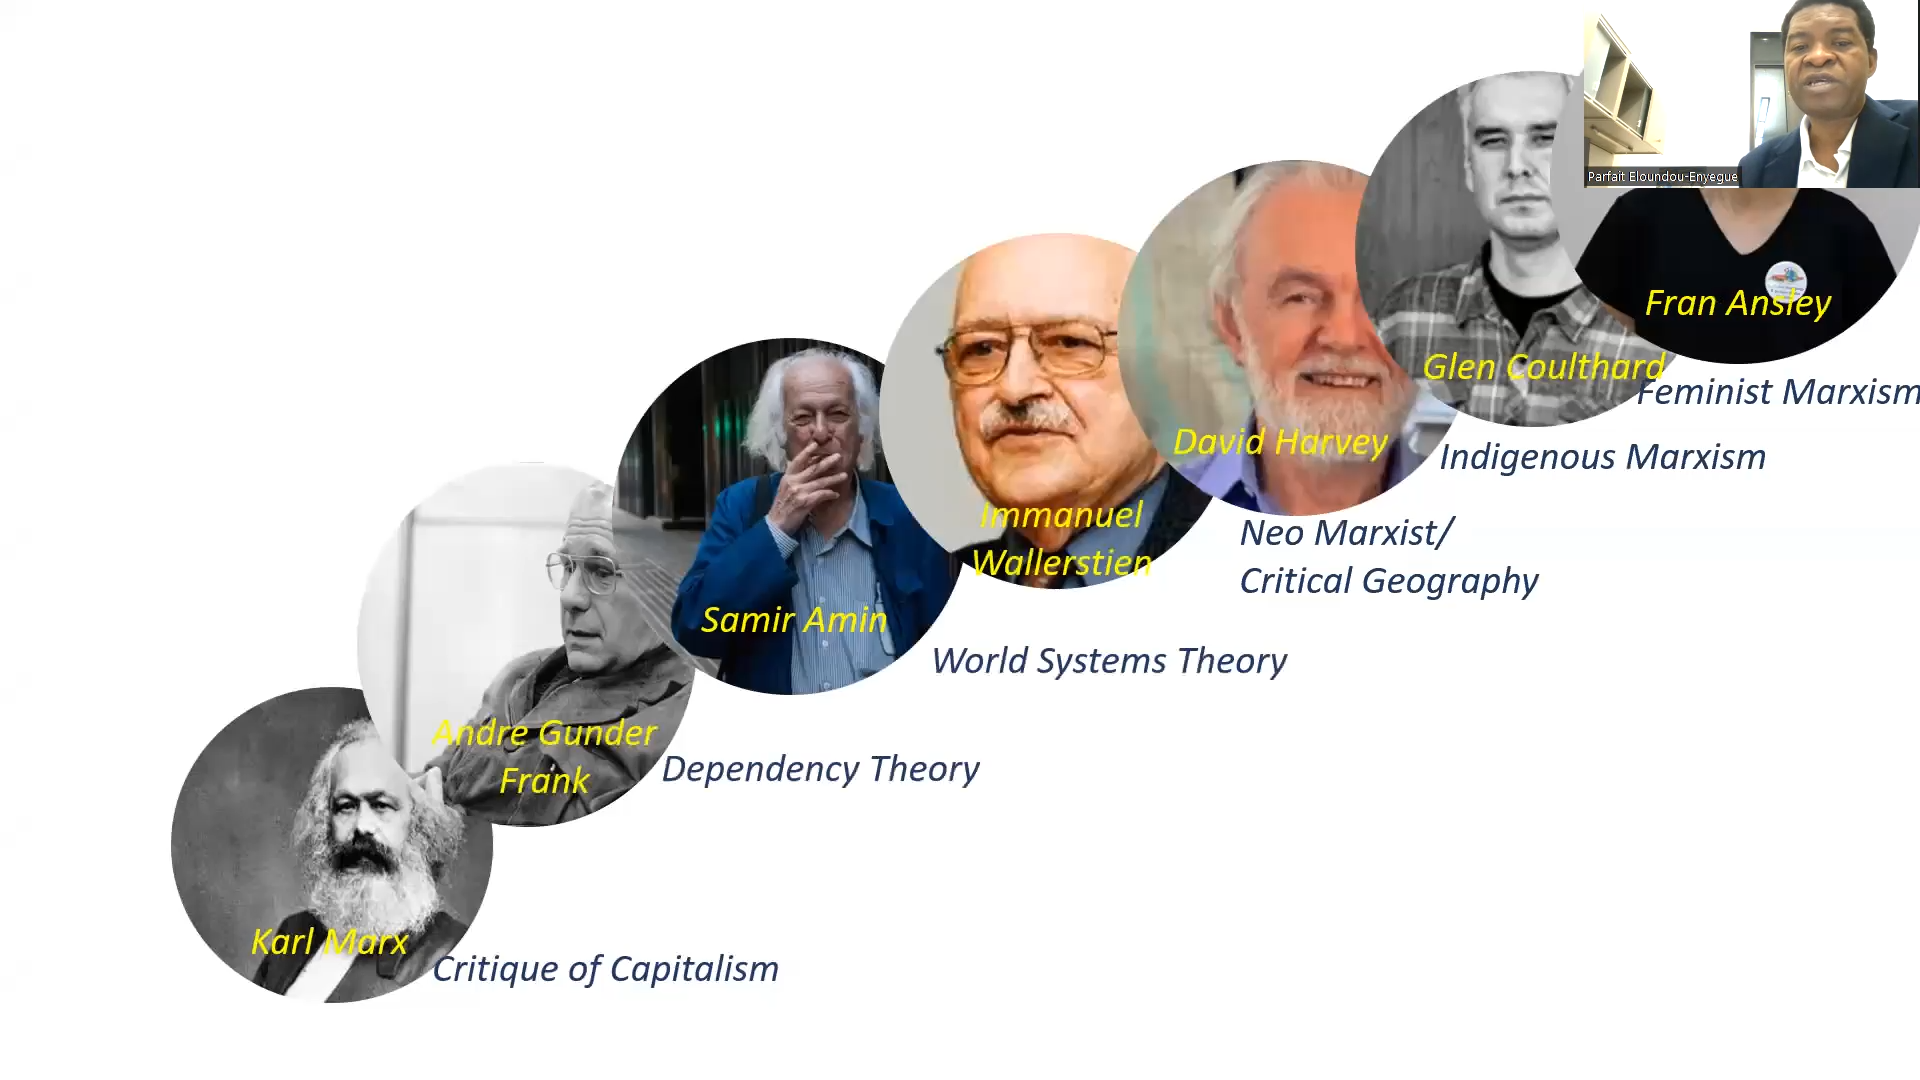 Parfait Eloundou-Enyegue
Fran Ansley
Feminist Marxism
Glen Coulthard
Indigenous Marxism
David Harvey
Neo Marxist/
Critical Geography
Immanuel
Wallerstien
World Systems Theory
Samir Amin
Andre Gunder
Frank
Dependency Theory
Karl Marx
Critique of Capitalism